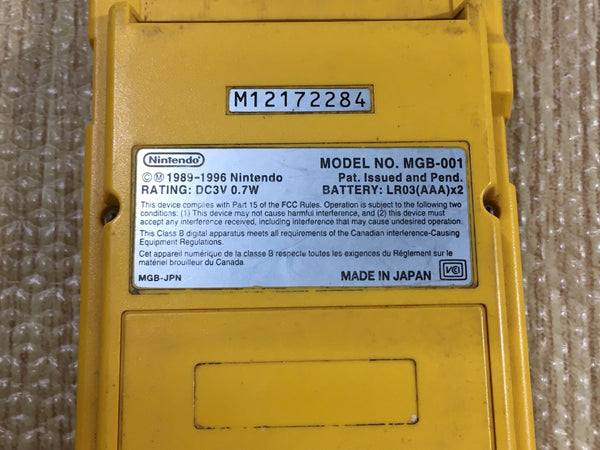 M12172284
Nintendo
©Ⓜ 1989-1996 Nintendo
RATING: DC3V 0.7W
MODEL NO. MGB-001
Pat. Issued and Pend.
BATTERY: LR03(AAA)x2
This device complies with Part 15 of the FCC Rules. Operation is subject to the following two
conditions: (1) This device may not cause harmful interference, and (2) this device must
accept any interference received, including interference that may cause undesired operation.
This Class B digital apparatus meets all requirements of the Canadian interference-Causing
Equipment Regulations.
Cet appareil numérique de la classe B respecte toutes les exigences du Réglement sur le
matériel brouilleur du Canada.
MGB-JPN
MADE IN JAPAN
VCI